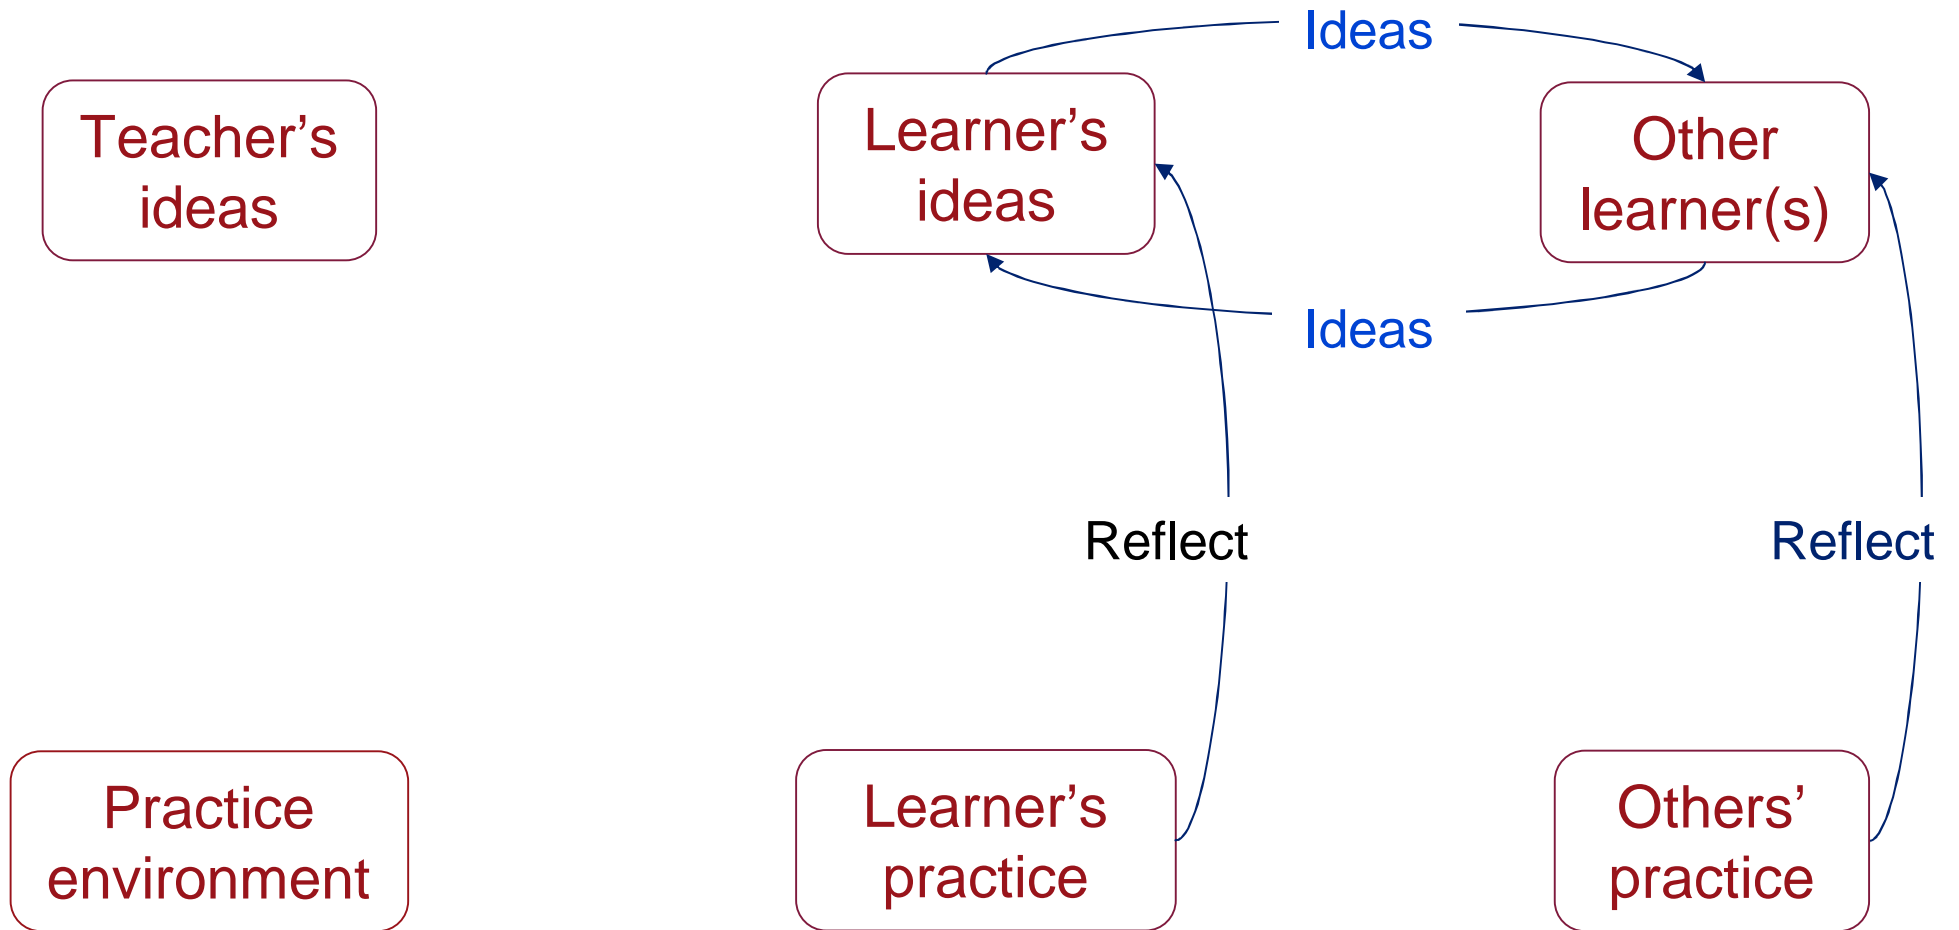 Ideas
Teacher’s
ideas
Learner’s
ideas
Other
learner(s)
Ideas
Reflect
Reflect
Practice
environment
Learner’s
practice
Others’
practice